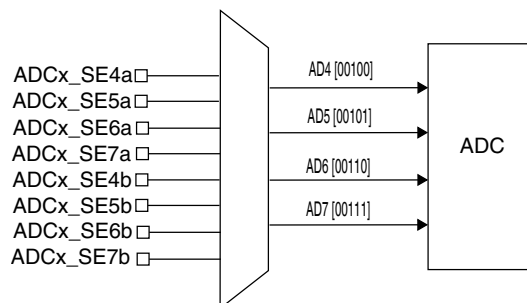 ADCx_SE4a
ADCx_SE5a
ADCx_SE6a
ADCx_SE7a
ADCx_SE4b
ADCx_SE5b
ADCx_SE6b
ADCx_SE7b
AD4 [00100]
AD5 [00101]
AD6 [00110]
AD7 [00111]
ADC